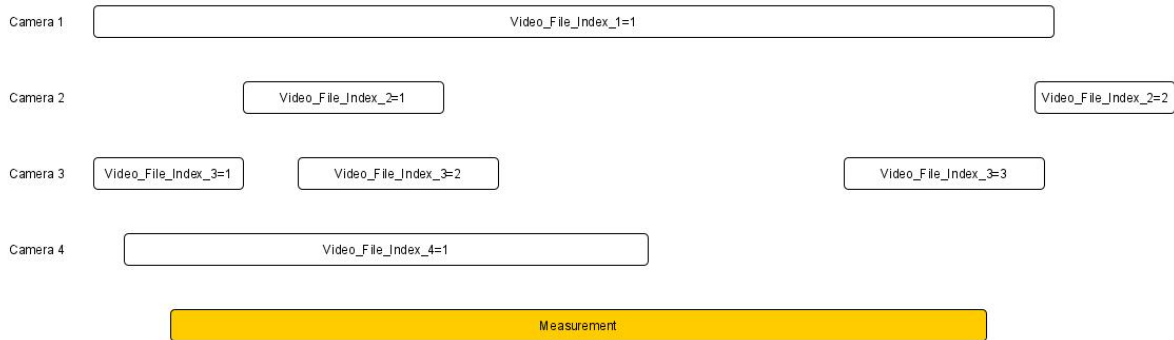 Camera 1 Video_File_Index_1=1
Camera 2 Video_File_Index_2=1 Video_File_Index_2=2
Camera 3 Video_File_Index_3=1 Video_File_Index_3=2 Video_File_Index_3=3
Camera 4 Video_File_Index_4=1
Measurement